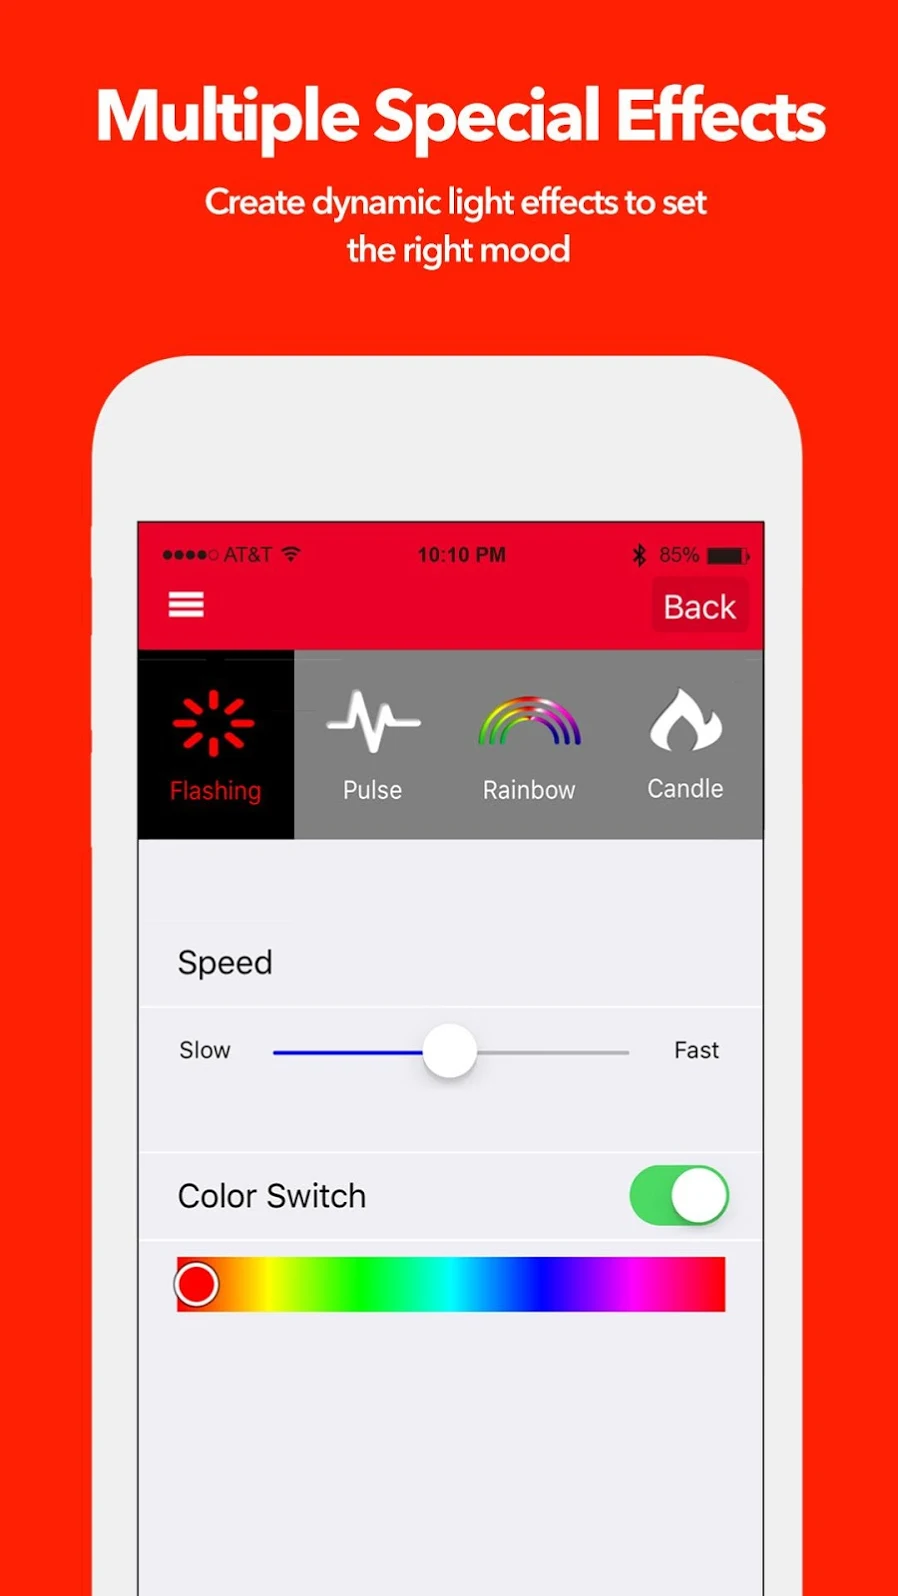 Multiple Special Effects
Create dynamic light effects to set
the right mood
AT&T 10:10 PM 85%
Back
Flashing Pulse Rainbow Candle
Speed
Slow Fast
Color Switch